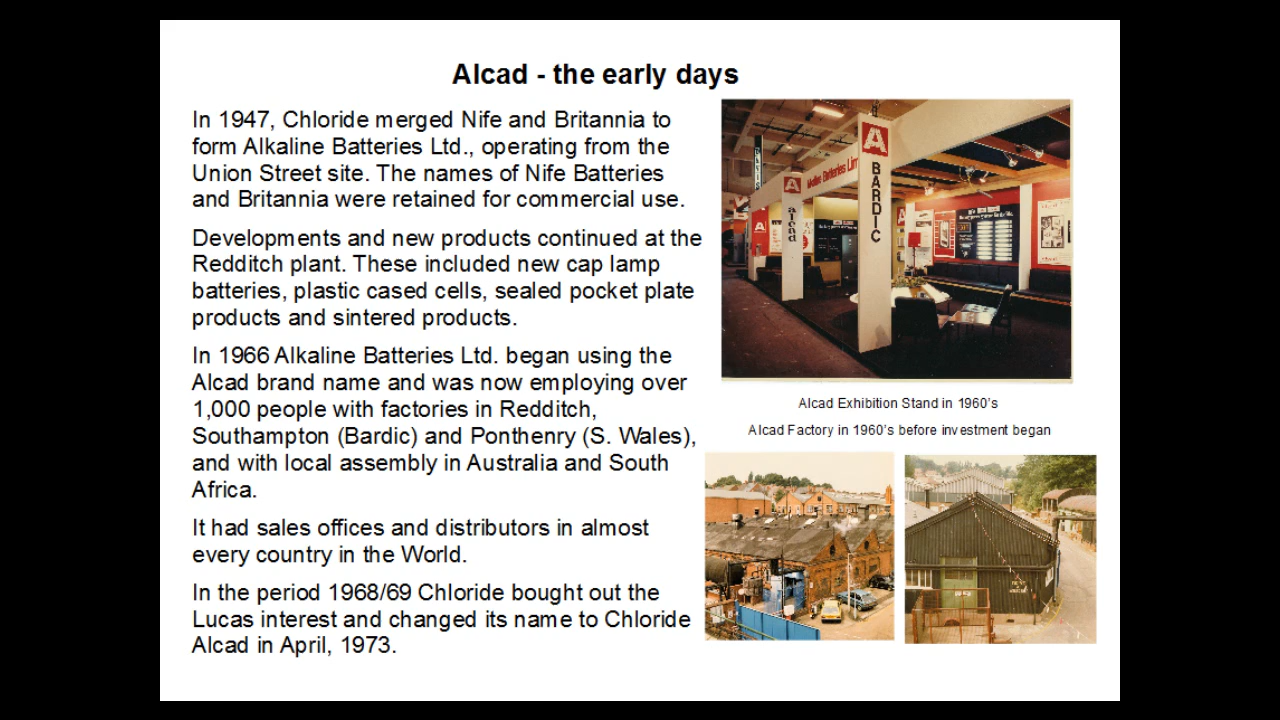 Alcad - the early days
In 1947, Chloride merged Nife and Britannia to
form Alkaline Batteries Ltd., operating from the
Union Street site. The names of Nife Batteries
and Britannia were retained for commercial use.
Developments and new products continued at the
Redditch plant. These included new cap lamp
batteries, plastic cased cells, sealed pocket plate
products and sintered products.
In 1966 Alkaline Batteries Ltd. began using the
Alcad brand name and was now employing over
1,000 people with factories in Redditch,
Southampton (Bardic) and Ponthenry (S. Wales),
and with local assembly in Australia and South
Africa.
It had sales offices and distributors in almost
every country in the World.
In the period 1968/69 Chloride bought out the
Lucas interest and changed its name to Chloride
Alcad in April, 1973.
A
BARDIC
A
Alkaline Batteries Lim
alcad
A
A
Alcad Exhibition Stand in 1960's
Alcad Factory in 1960's before investment began